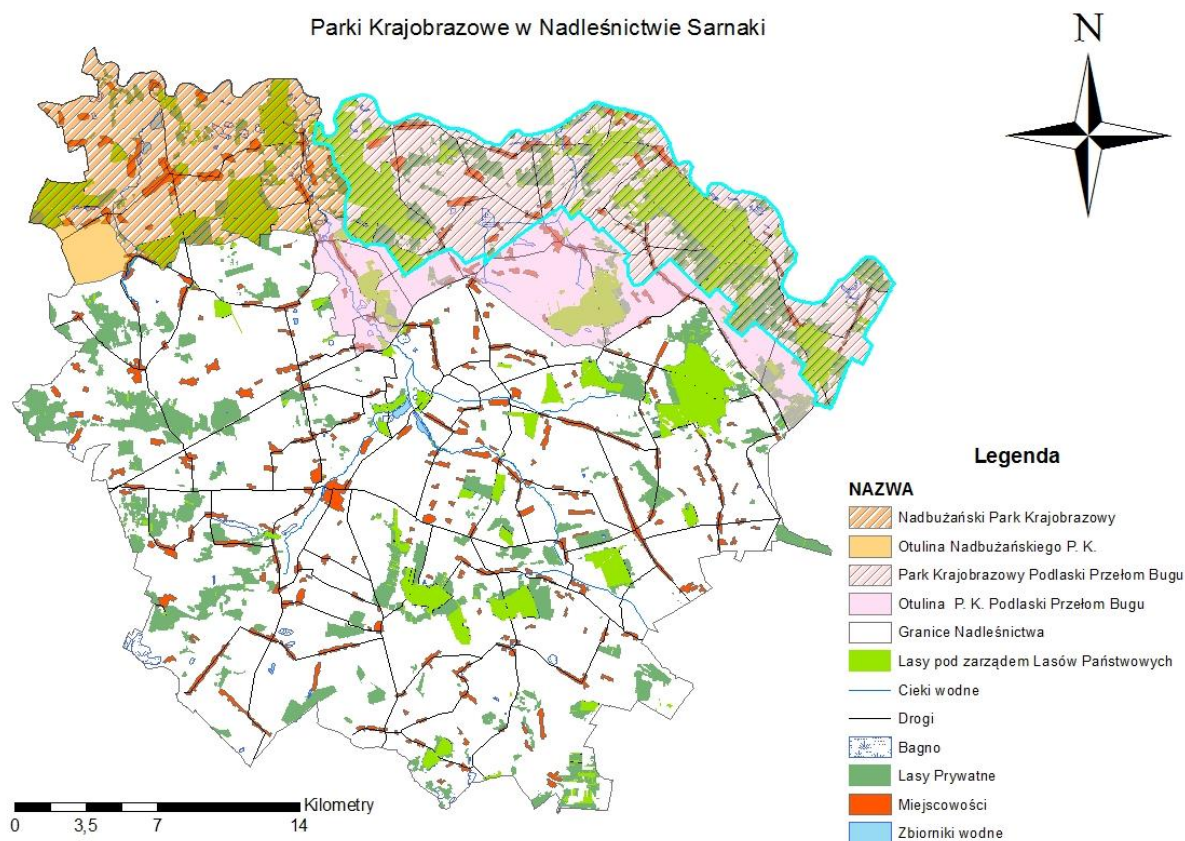 Parki Krajobrazowe w Nadleśnictwie Sarnaki
N
Legenda
NAZWA
Nadbużański Park Krajobrazowy
Otulina Nadbużańskiego P. K.
Park Krajobrazowy Podlaski Przełom Bugu
Otulina P. K. Podlaski Przełom Bugu
Granice Nadleśnictwa
Lasy pod zarządem Lasów Państwowych
Cieki wodne
Drogi
Bagno
Lasy Prywatne
Miejscowości
Zbiorniki wodne
Kilometry
0 3,5 7 14